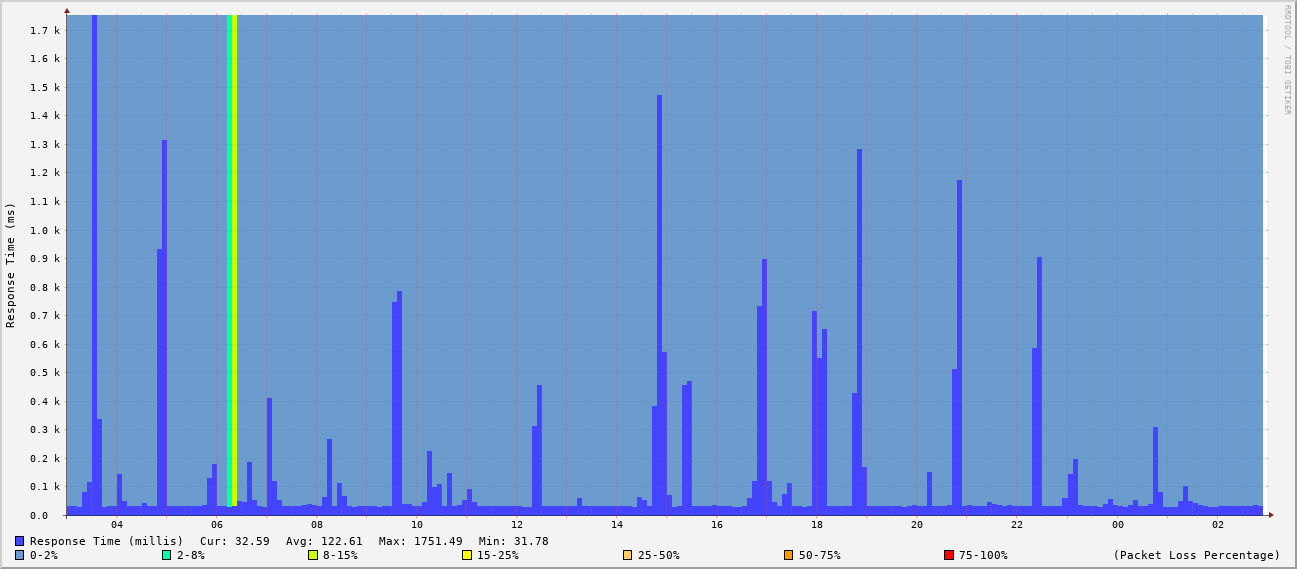 RRDTOOL / TOBI OETIKER
Response Time (ms)
1.7 k
1.6 k
1.5 k
1.4 k
1.3 k
1.2 k
1.1 k
1.0 k
0.9 k
0.8 k
0.7 k
0.6 k
0.5 k
0.4 k
0.3 k
0.2 k
0.1 k
0.0
04 06 08 10 12 14 16 18 20 22 00 02
Response Time (millis) Cur: 32.59 Avg: 122.61 Max: 1751.49 Min: 31.78
0-2% 2-8% 8-15% 15-25% 25-50% 50-75% 75-100% (Packet Loss Percentage)